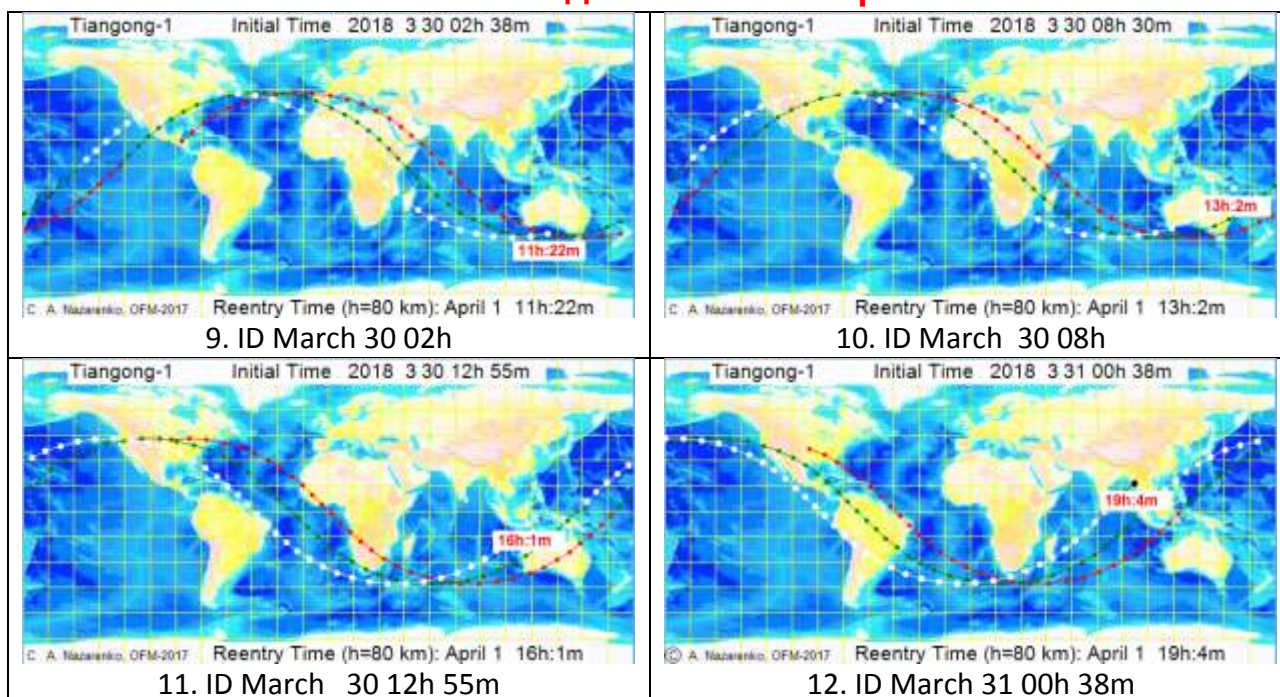 Tiangong-1 Initial Time 2018 3 30 02h 38m
11h:22m
C A. Nazarenko, OFM-2017 Reentry Time (h=80 km): April 1 11h:22m
9. ID March 30 02h
Tiangong-1 Initial Time 2018 3 30 08h 30m
13h:2m
C A. Nazarenko, OFM-2017 Reentry Time (h=80 km): April 1 13h:2m
10. ID March 30 08h
Tiangong-1 Initial Time 2018 3 30 12h 55m
16h:1m
C A. Nazarenko, OFM-2017 Reentry Time (h=80 km): April 1 16h:1m
11. ID March 30 12h 55m
Tiangong-1 Initial Time 2018 3 31 00h 38m
19h:4m
© A. Nazarenko, OFM-2017 Reentry Time (h=80 km): April 1 19h:4m
12. ID March 31 00h 38m